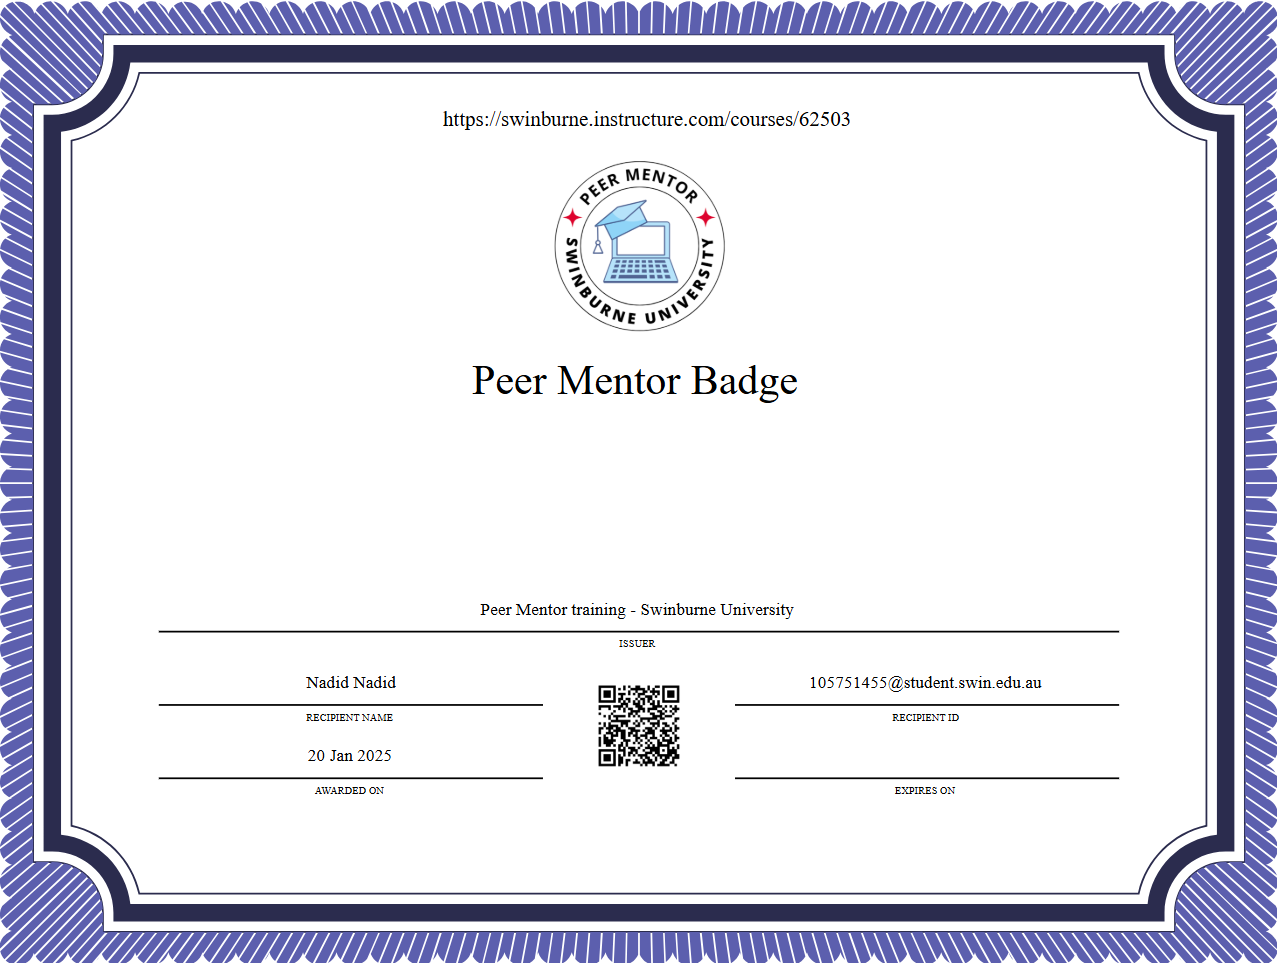 https://swinburne.instructure.com/courses/62503
PEER MENTOR
SWINBURNE UNIVERSITY
Peer Mentor Badge
Peer Mentor training - Swinburne University
ISSUER
Nadid Nadid
105751455@student.swin.edu.au
RECIPIENT NAME
RECIPIENT ID
20 Jan 2025
AWARDED ON
EXPIRES ON